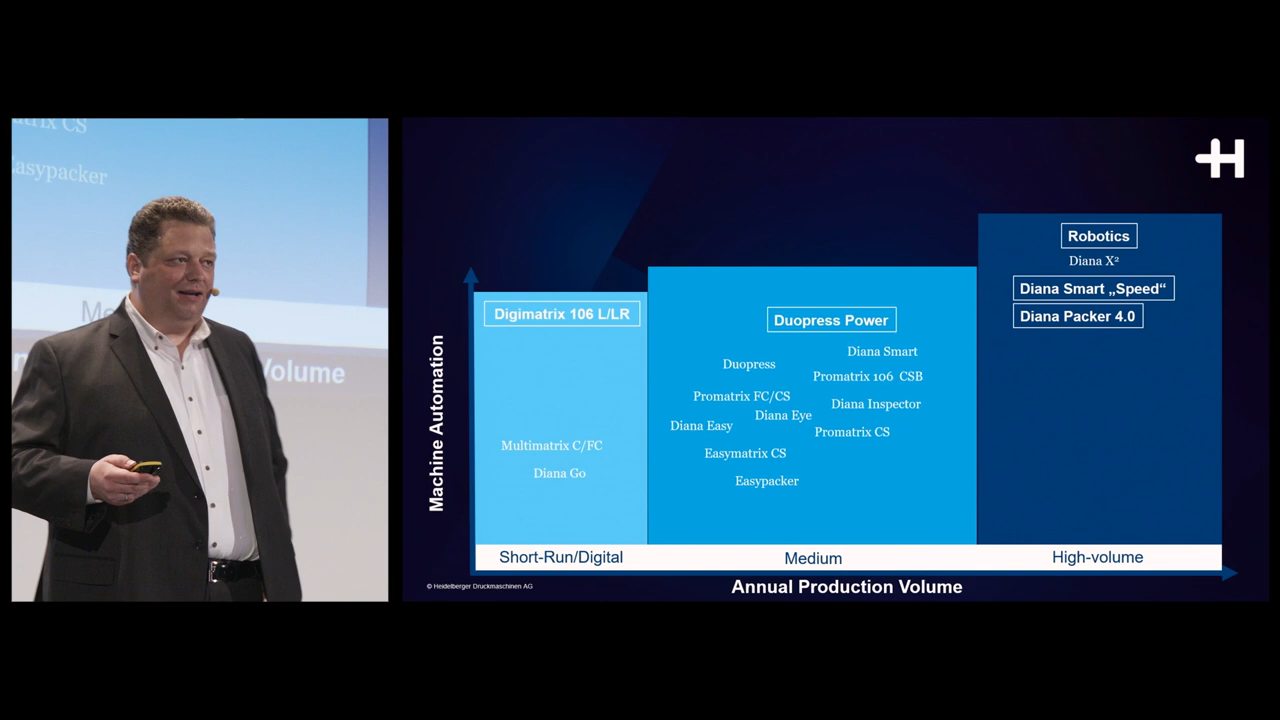 atrix CS
asypacker
Me
Volume
H
Robotics
Diana X²
Diana Smart „Speed“
Diana Packer 4.0
Digimatrix 106 L/LR
Duopress Power
Diana Smart
Duopress
Promatrix 106 CSB
Promatrix FC/CS
Diana Inspector
Diana Eye
Diana Easy
Promatrix CS
Multimatrix C/FC
Easymatrix CS
Diana Go
Easypacker
Machine Automation
Short-Run/Digital
Medium
High-volume
© Heidelberger Druckmaschinen AG
Annual Production Volume